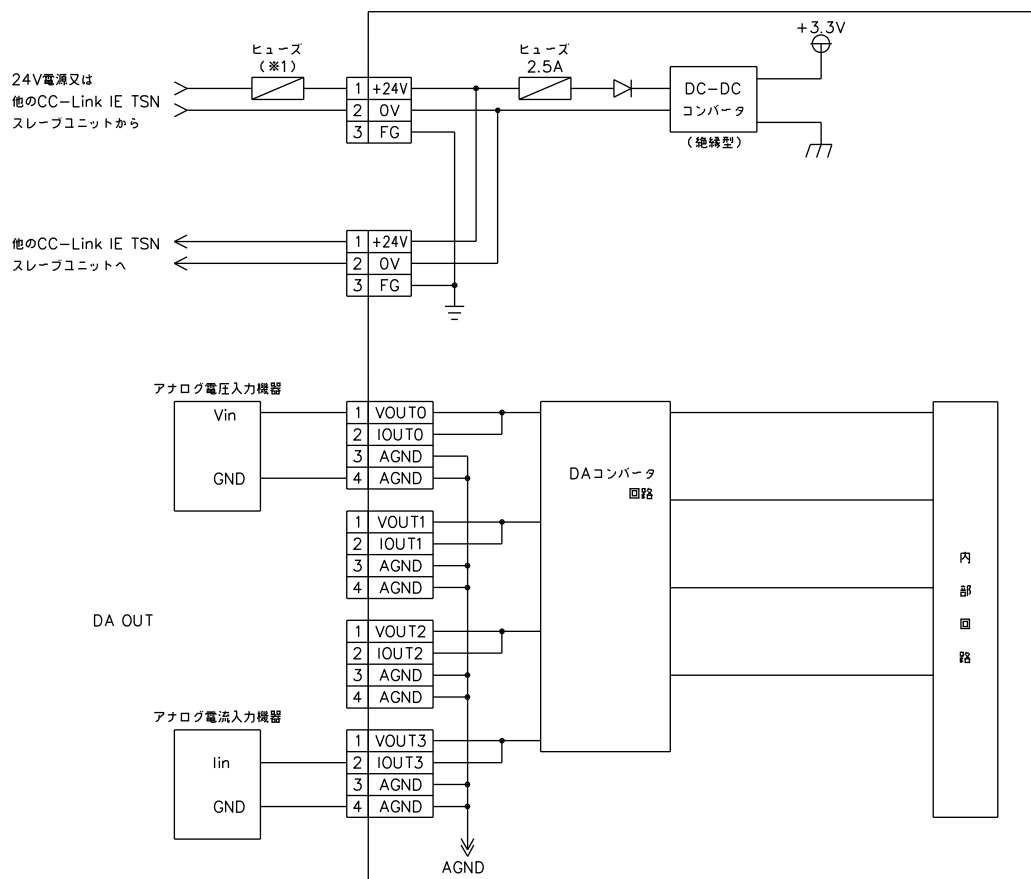 +3.3V
ヒューズ
(※1)
ヒューズ
2.5A
24V電源又は
他のCC-Link IE TSN
スレーブユニットから
1 +24V
2 0V
3 FG
DC-DC
コンバータ
(絶縁型)
他のCC-Link IE TSN
スレーブユニットへ
1 +24V
2 0V
3 FG
アナログ電圧入力機器
Vin
GND
1 VOUT0
2 IOUT0
3 AGND
4 AGND
DAコンバータ
回路
1 VOUT1
2 IOUT1
3 AGND
4 AGND
内
部
回
路
DA OUT
1 VOUT2
2 IOUT2
3 AGND
4 AGND
アナログ電流入力機器
Iin
GND
1 VOUT3
2 IOUT3
3 AGND
4 AGND
AGND